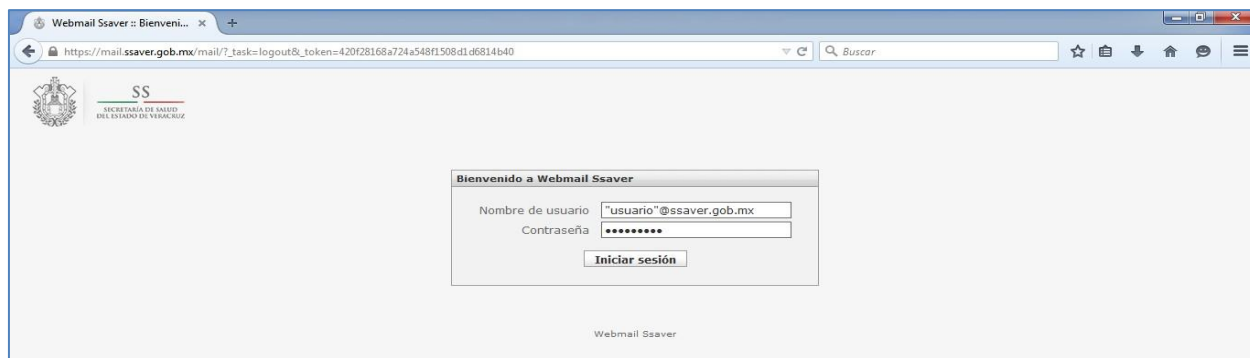 Webmail Ssaver :: Bienveni...
https://mail.ssaver.gob.mx/mail/?_task=logout&_token=420f28168a724a548f1508d1d6814b40
Buscar
SS
SECRETARÍA DE SALUD
DEL ESTADO DE VERACRUZ
Bienvenido a Webmail Ssaver
Nombre de usuario "usuario"@ssaver.gob.mx
Contraseña •••••••••
Iniciar sesión
Webmail Ssaver